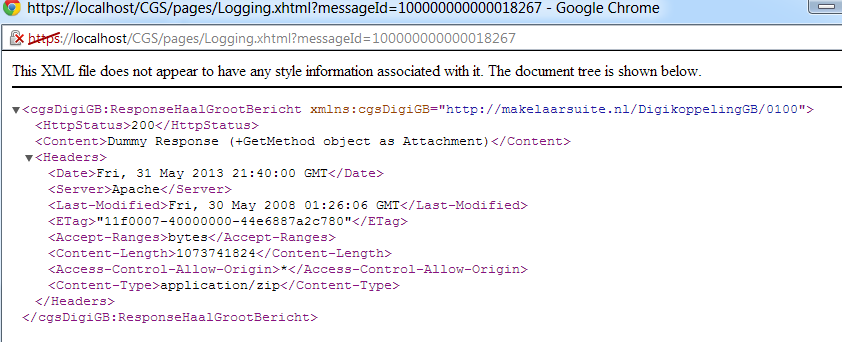 https://localhost/CGS/pages/Logging.xhtml?messageId=100000000000018267 - Google Chrome
https://localhost/CGS/pages/Logging.xhtml?messageId=100000000000018267
This XML file does not appear to have any style information associated with it. The document tree is shown below.
▼<cgsDigiGB:ResponseHaalGrootBericht xmlns:cgsDigiGB="http://makelaarsuite.nl/DigikoppelingGB/0100">
<HttpStatus>200</HttpStatus>
<Content>Dummy Response (+GetMethod object as Attachment)</Content>
▼<Headers>
<Date>Fri, 31 May 2013 21:40:00 GMT</Date>
<Server>Apache</Server>
<Last-Modified>Fri, 30 May 2008 01:26:06 GMT</Last-Modified>
<ETag>"11f0007-40000000-44e6887a2c780"</ETag>
<Accept-Ranges>bytes</Accept-Ranges>
<Content-Length>1073741824</Content-Length>
<Access-Control-Allow-Origin>*</Access-Control-Allow-Origin>
<Content-Type>application/zip</Content-Type>
</Headers>
</cgsDigiGB:ResponseHaalGrootBericht>